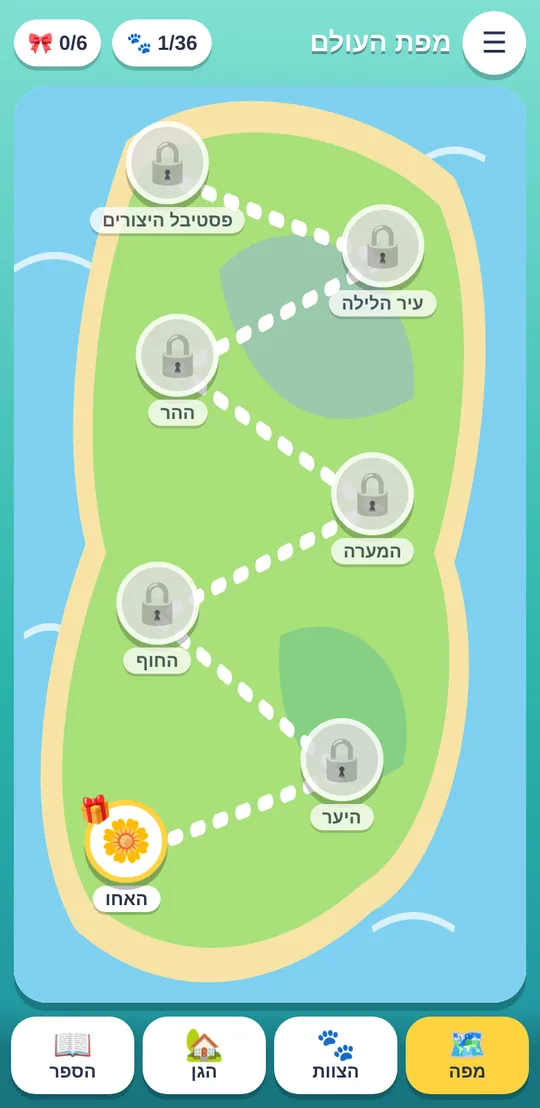 מפת העולם
1/36
0/6
פסטיבל היצורים
עיר הלילה
ההר
המערה
החוף
היער
האחו
מפה
הצוות
הגן
הספר